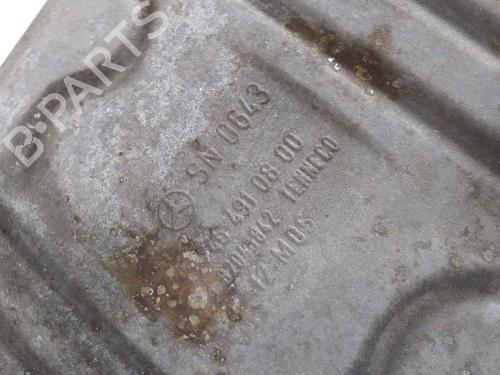 B-PARTS
SN 0643
491 08 00
TENNECO
17 M05